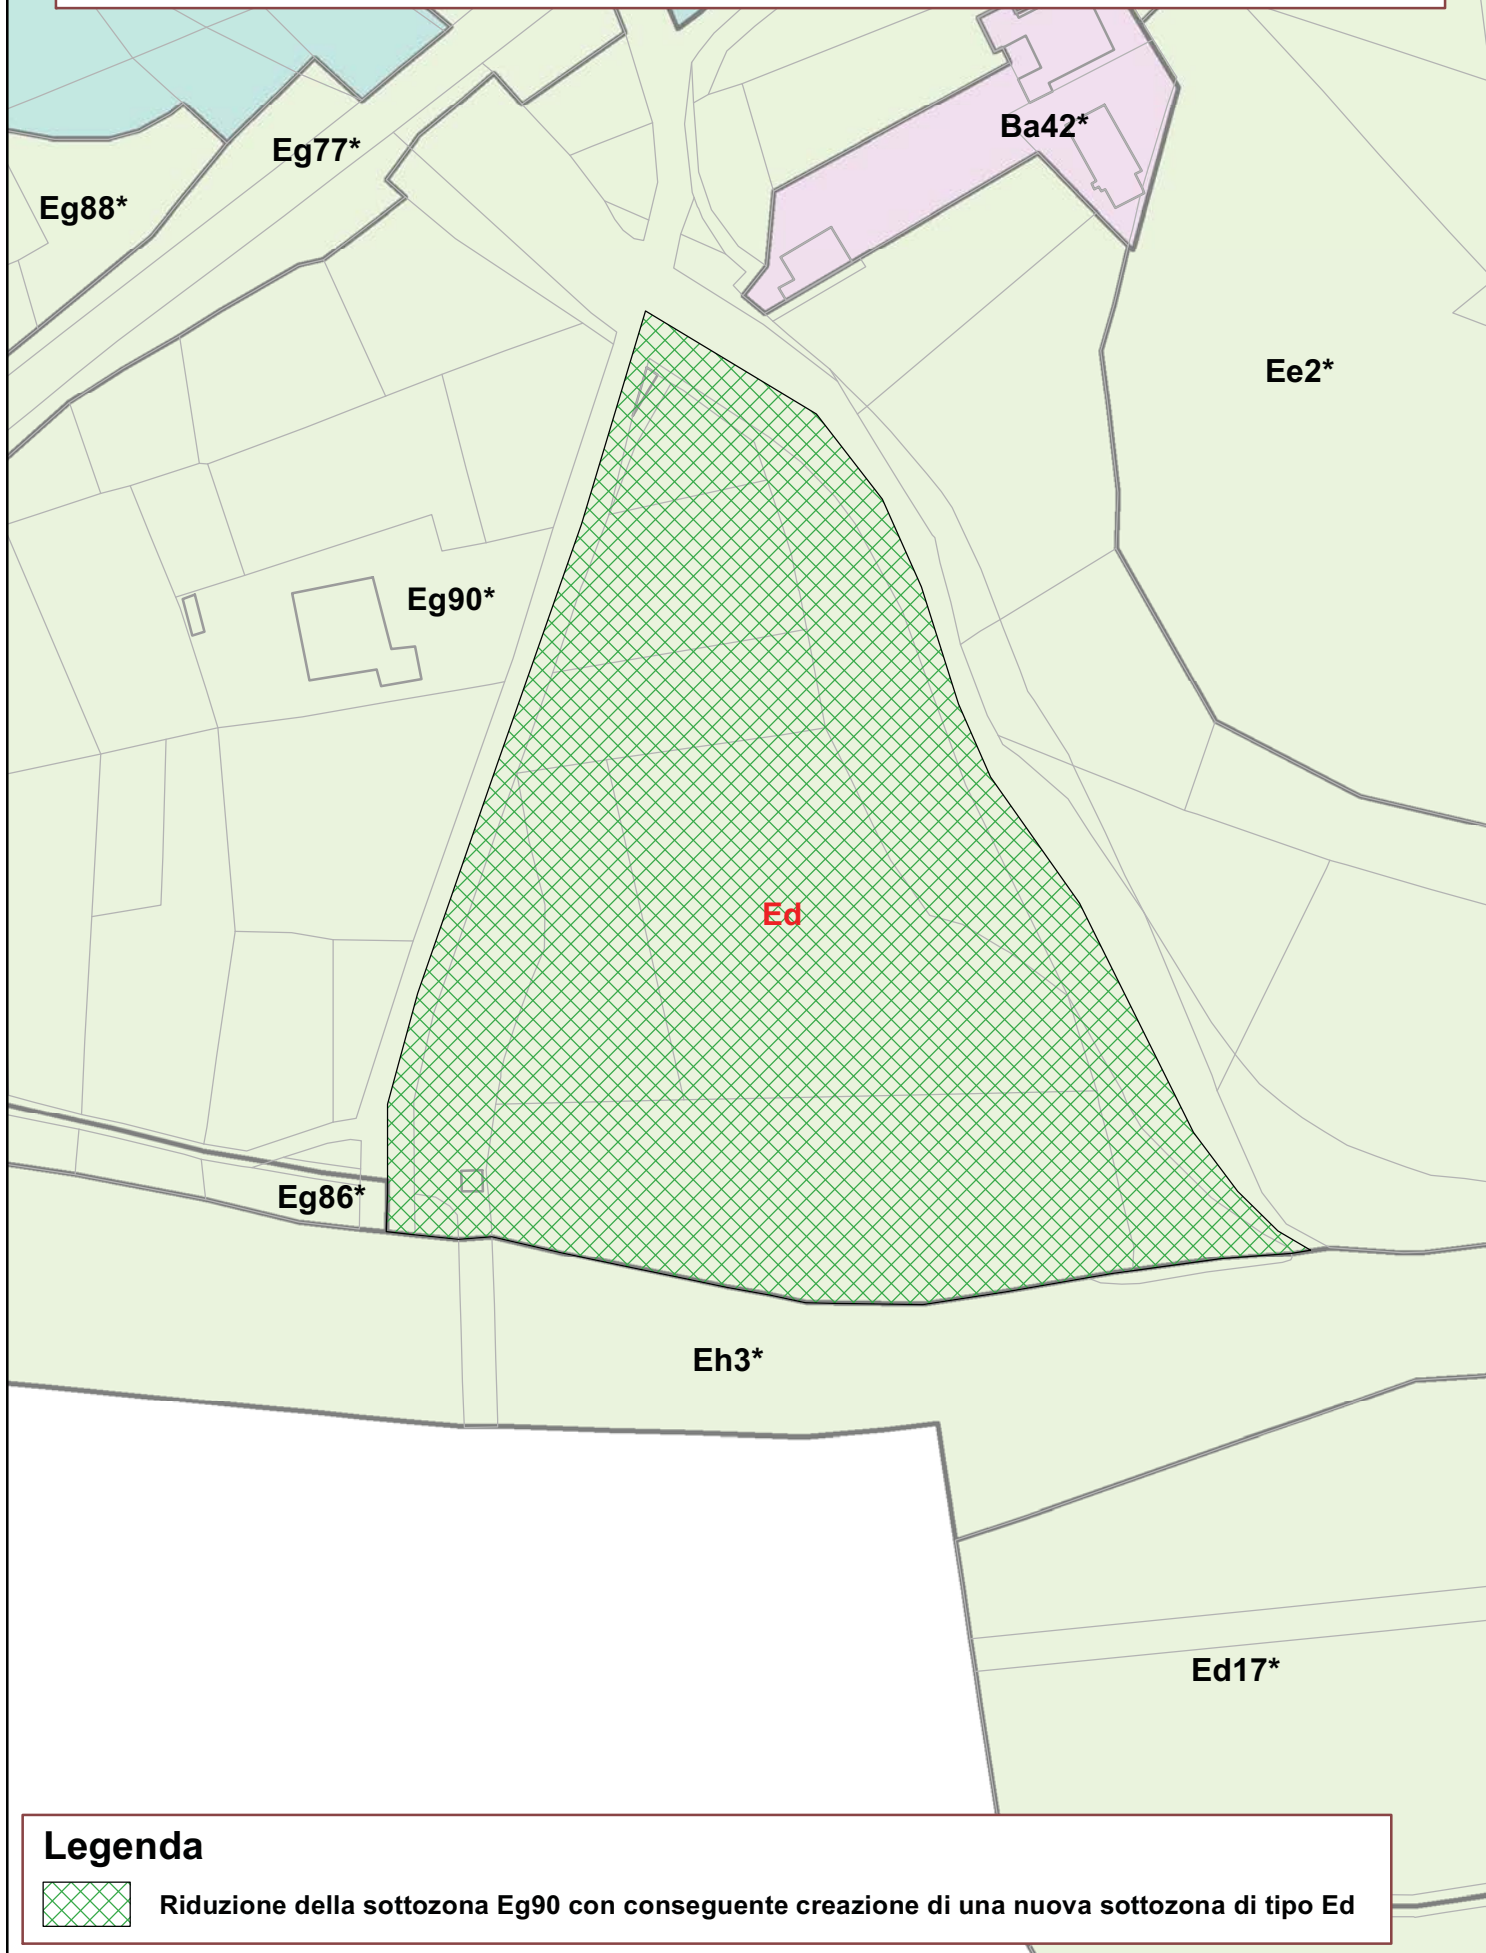 Ba42*
Eg77*
Eg88*
Ee2*
Eg90*
Ed
Eg86*
Eh3*
Ed17*
Legenda
Riduzione della sottozona Eg90 con conseguente creazione di una nuova sottozona di tipo Ed